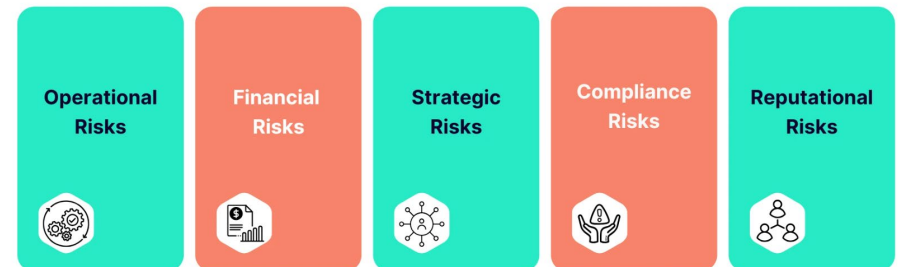 Operational
Risks
Financial
Risks
Strategic
Risks
Compliance
Risks
Reputational
Risks
$